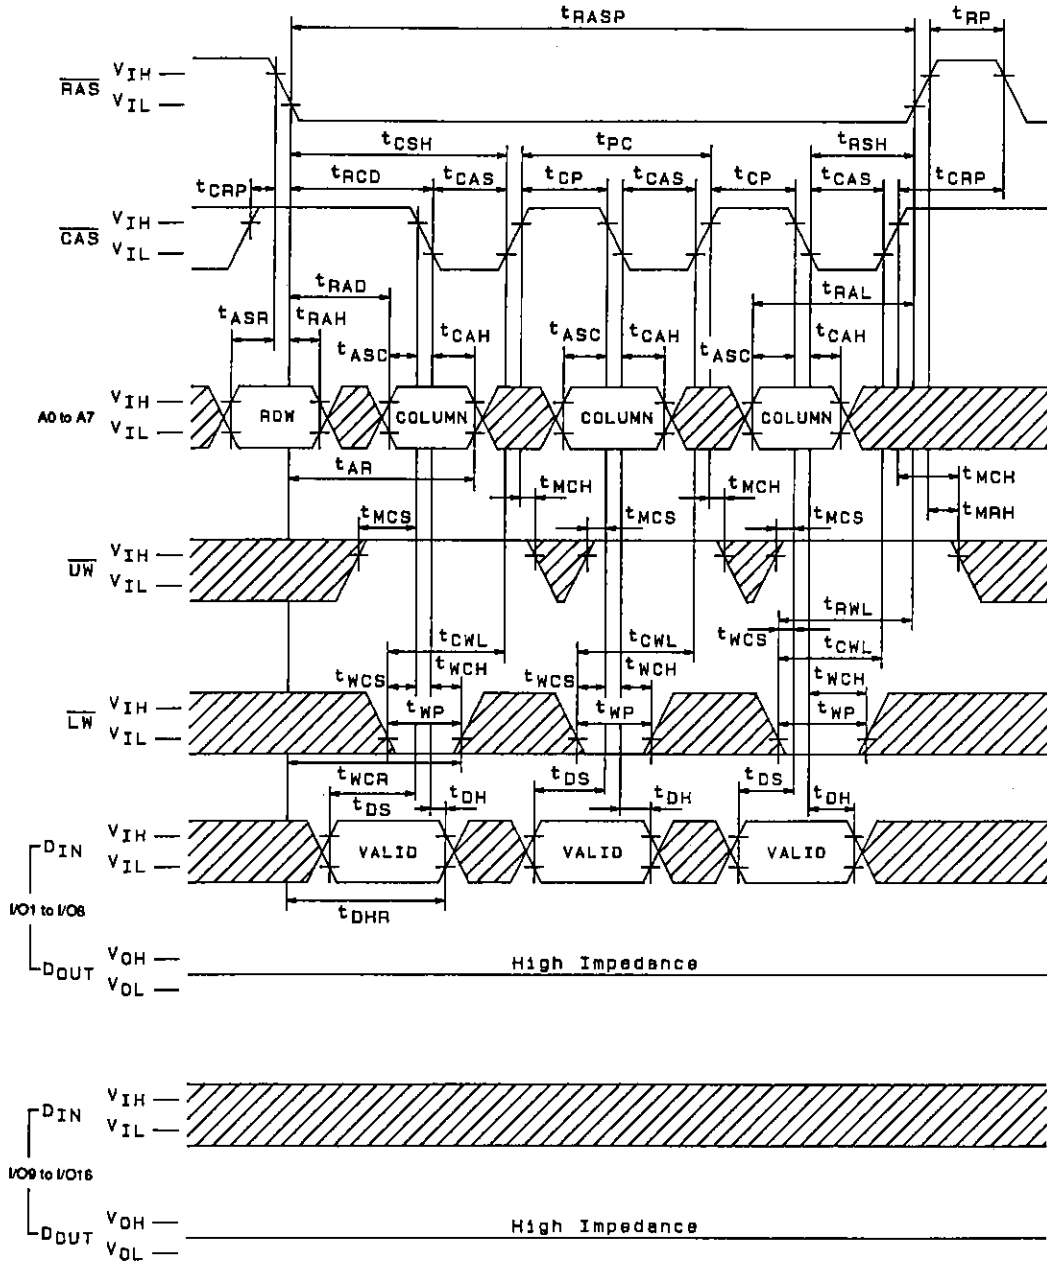 tRASP tRP
RAS VIH
VIL
tCSH tPC tRSH
tCRP tRCD tCAS tCP tCAS tCP tCAS tCRP
CAS VIH
VIL
tRAD tRAL
tASR tRAH tASC tCAH tASC tCAH tASC tCAH
A0 to A7 VIH
VIL
ROW COLUMN COLUMN COLUMN
tAR tMCH tMCH tMCH
tMCS tMCS tMCS tMRH
UW VIH
VIL
tRWL
tCWL tCWL tWCS tCWL
tWCS tWCH tWCS tWCH tWCH
LW VIH
VIL
tWP tWP tWP
tWCR tDS tDS
tDS tDH tDH tDH
DIN VIH
VIL
VALID VALID VALID
I/O1 to I/O8
tDHR
DOUT VOH
VOL
High Impedance
DIN VIH
VIL
I/O9 to I/O16
DOUT VOH
VOL
High Impedance